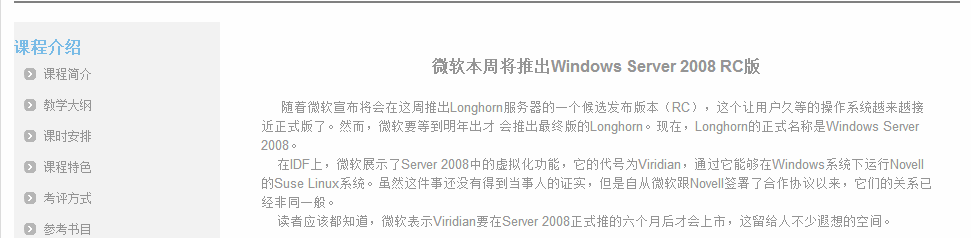 课程介绍
课程简介
教学大纲
课时安排
课程特色
考评方式
参考书目
微软本周将推出Windows Server 2008 RC版
随着微软宣布将会在这周推出Longhorn服务器的一个候选发布版本（RC），这个让用户久等的操作系统越来越接
近正式版了。然而，微软要等到明年出才 会推出最终版的Longhorn。现在，Longhorn的正式名称是Windows Server
2008。
在IDF上，微软展示了Server 2008中的虚拟化功能，它的代号为Viridian，通过它能够在Windows系统下运行Novell
的Suse Linux系统。虽然这件事还没有得到当事人的证实，但是自从微软跟Novell签署了合作协议以来，它们的关系已
经非同一般。
读者应该都知道，微软表示Viridian要在Server 2008正式推的六个月后才会上市，这留给人不少遐想的空间。